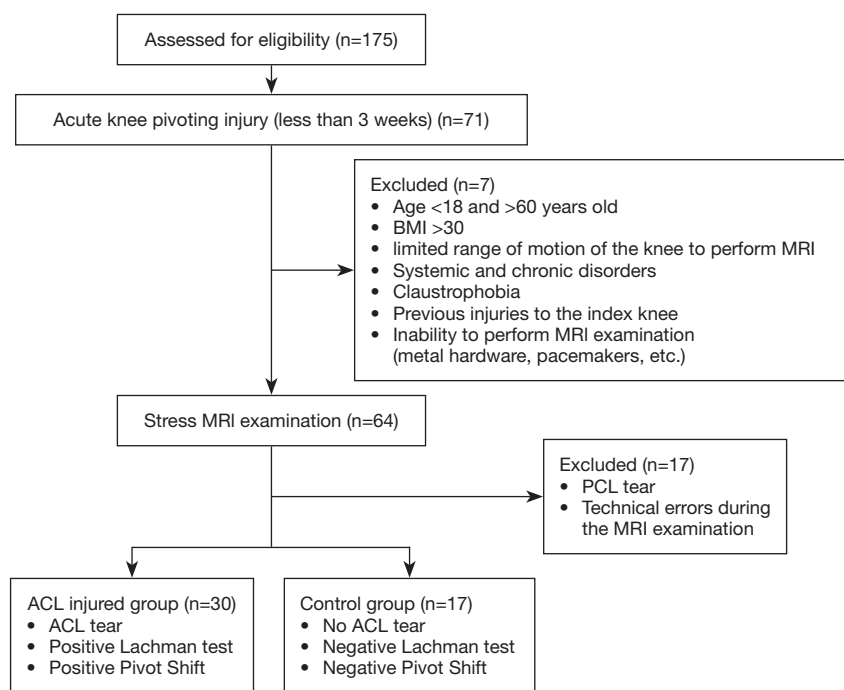 Assessed for eligibility (n=175)
Acute knee pivoting injury (less than 3 weeks) (n=71)
Excluded (n=7)
• Age <18 and >60 years old
• BMI >30
• limited range of motion of the knee to perform MRI
• Systemic and chronic disorders
• Claustrophobia
• Previous injuries to the index knee
• Inability to perform MRI examination
(metal hardware, pacemakers, etc.)
Stress MRI examination (n=64)
Excluded (n=17)
• PCL tear
• Technical errors during
the MRI examination
ACL injured group (n=30)
• ACL tear
• Positive Lachman test
• Positive Pivot Shift
Control group (n=17)
• No ACL tear
• Negative Lachman test
• Negative Pivot Shift